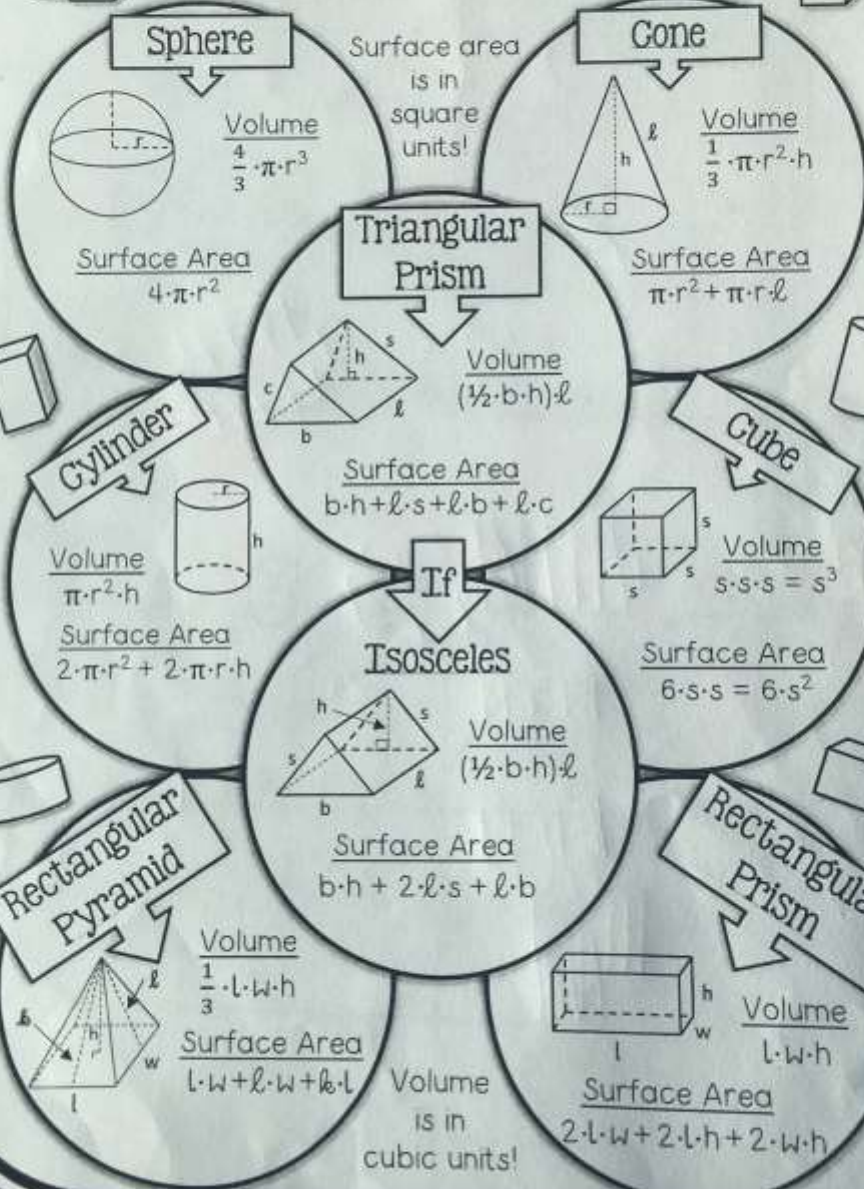 Sphere
r
Volume
4/3 · π · r³
Surface Area
4·π·r²
Surface area
is in
square
units!
Cone
ℓ
h
r
Volume
1/3 · π · r² · h
Surface Area
π·r² + π·r·ℓ
Triangular
Prism
s
h
c
ℓ
b
Volume
(½·b·h)·ℓ
Surface Area
b·h+ℓ·s+ℓ·b+ℓ·c
Cylinder
r
h
Volume
π·r²·h
Surface Area
2·π·r² + 2·π·r·h
Cube
s
s
s
Volume
s·s·s = s³
Surface Area
6·s·s = 6·s²
If
Isosceles
h
s
s
ℓ
b
Volume
(½·b·h)·ℓ
Surface Area
b·h + 2·ℓ·s + ℓ·b
Rectangular
Pyramid
ℓ
k
h
w
l
Volume
1/3 · l·w·h
Surface Area
l·w+ℓ·w+k·l
Volume
is in
cubic units!
Rectangula
Prism
h
w
l
Volume
l·w·h
Surface Area
2·l·w+2·l·h+2·w·h